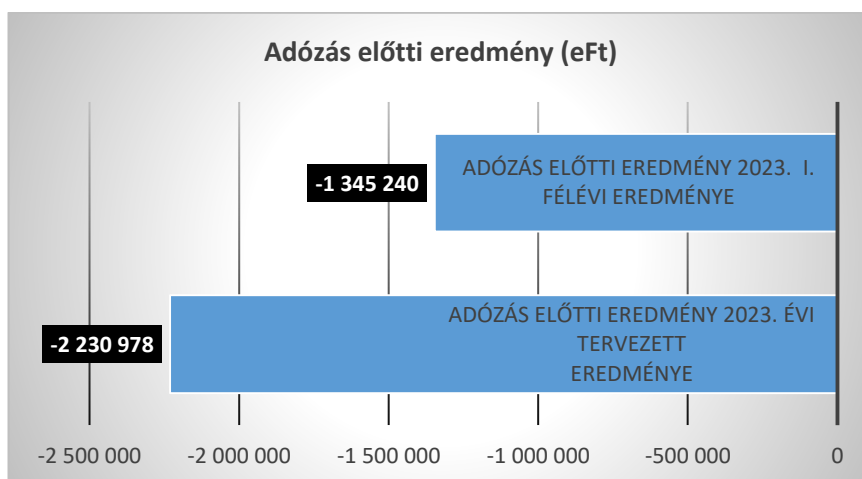 Adózás előtti eredmény (eFt)
-1 345 240
ADÓZÁS ELŐTTI EREDMÉNY 2023. I.
FÉLÉVI EREDMÉNYE
-2 230 978
ADÓZÁS ELŐTTI EREDMÉNY 2023. ÉVI
TERVEZETT
EREDMÉNYE
-2 500 000 -2 000 000 -1 500 000 -1 000 000 -500 000 0